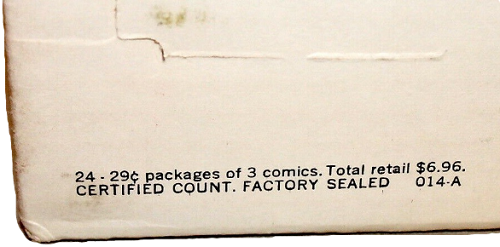 24 - 29¢ packages of 3 comics. Total retail $6.96.
CERTIFIED COUNT. FACTORY SEALED 014-A